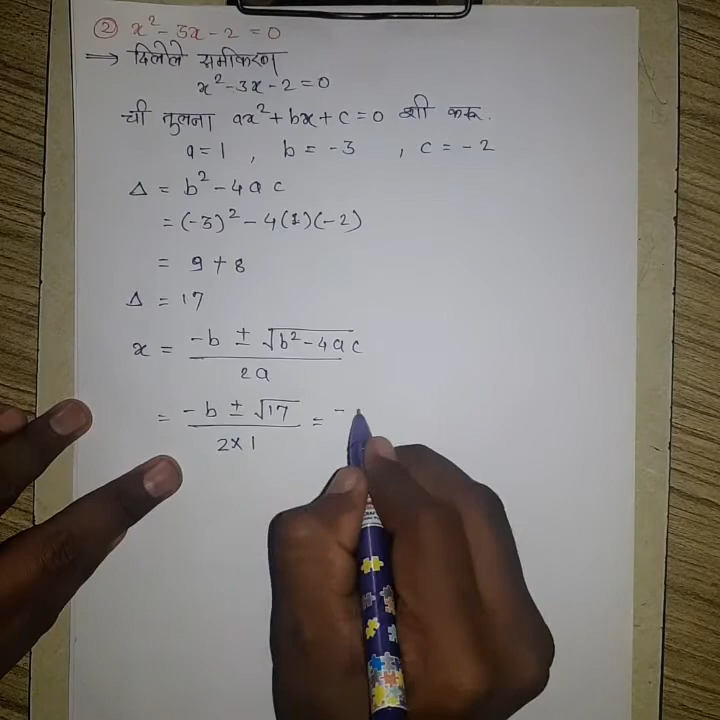 ② x² - 3x - 2 = 0
⇒ दिलेले समीकरण
x² - 3x - 2 = 0
ची तुलना ax² + bx + c = 0 शी करू.
a = 1 , b = -3 , c = -2
Δ = b² - 4ac
= (-3)² - 4(1)(-2)
= 9 + 8
Δ = 17
x = (-b ± √(b² - 4ac)) / 2a
= (-b ± √17) / 2×1 = -